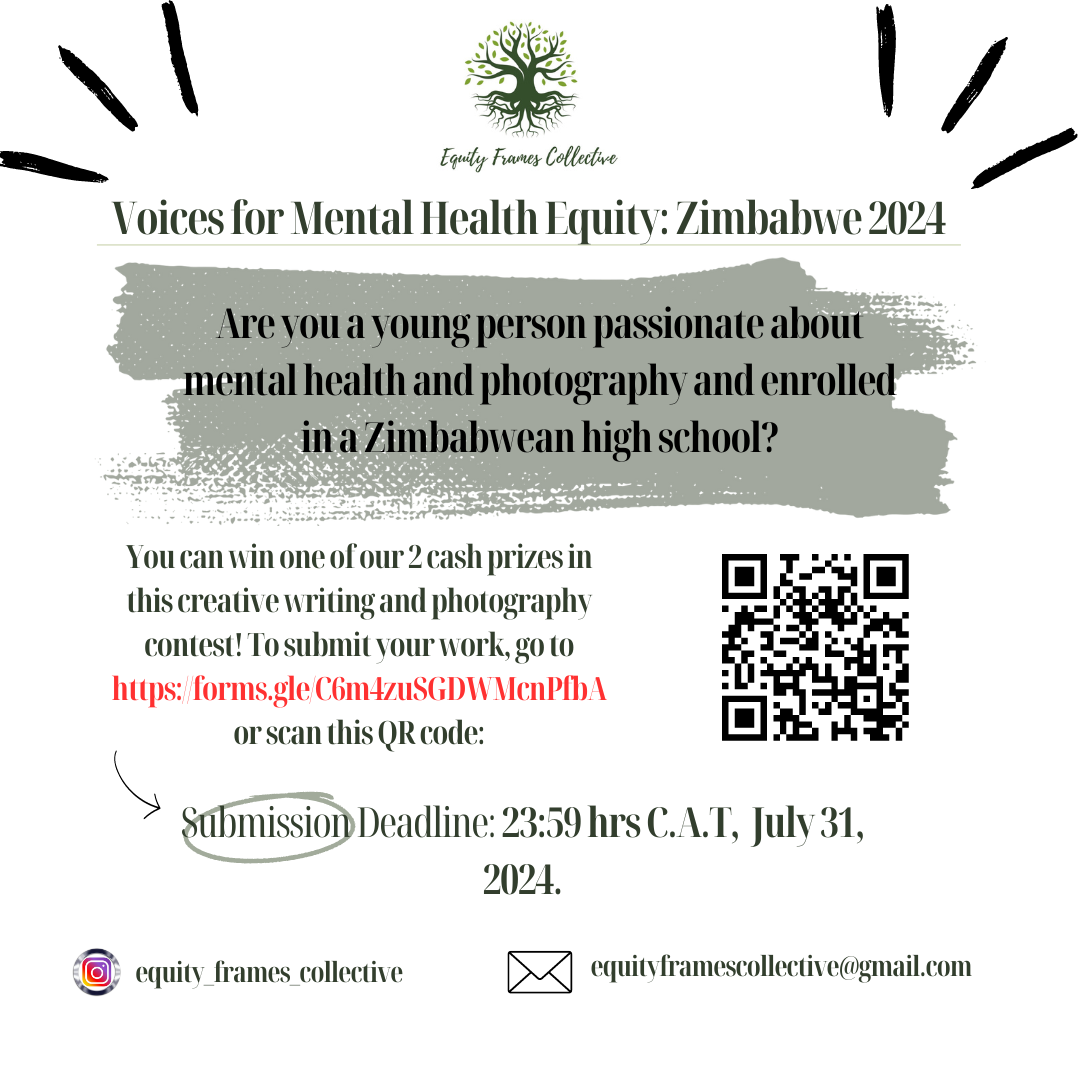 Equity Frames Collective
Voices for Mental Health Equity: Zimbabwe 2024
Are you a young person passionate about
mental health and photography and enrolled
in a Zimbabwean high school?
You can win one of our 2 cash prizes in
this creative writing and photography
contest! To submit your work, go to
https://forms.gle/C6m4zuSGDWMcnPfbA
or scan this QR code:
Submission Deadline: 23:59 hrs C.A.T, July 31,
2024.
equity_frames_collective
equityframescollective@gmail.com